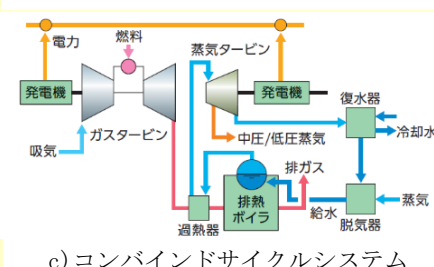 電力
燃料
蒸気タービン
発電機
発電機
復水器
冷却水
ガスタービン
中圧/低圧蒸気
吸気
排ガス
排熱
ボイラ
給水
蒸気
脱気器
過熱器
c)コンバインドサイクルシステム